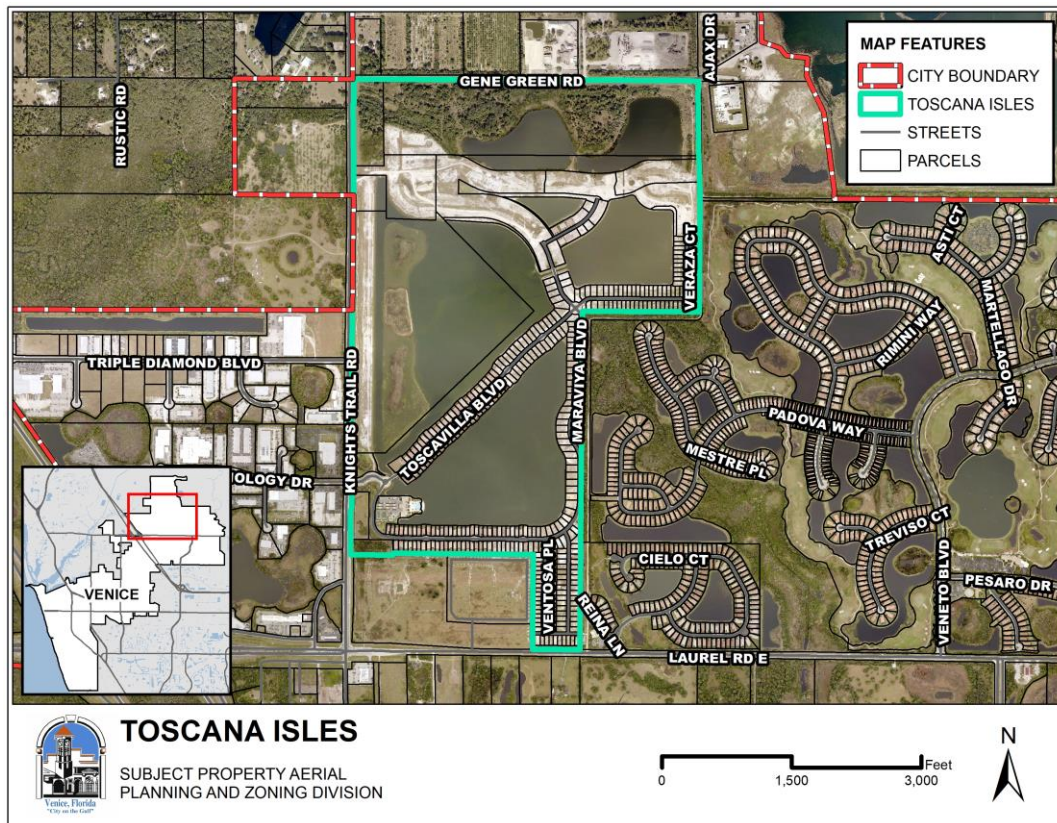 GENE GREEN RD
AJAX DR
RUSTIC RD
MAP FEATURES
CITY BOUNDARY
TOSCANA ISLES
STREETS
PARCELS
ASTI CT
MARTELLAGO DR
VERAZA CT
RIMINI WAY
TRIPLE DIAMOND BLVD
KNIGHTS TRAIL RD
TOSCAVILLA BLVD
MARAVIYA BLVD
PADOVA WAY
MESTRE PL
OLOGY DR
TREVISO CT
VENTOSA PL
CIELO CT
REINA LN
VENETO BLVD
PESARO DR
LAUREL RD E
VENICE
TOSCANA ISLES
SUBJECT PROPERTY AERIAL
PLANNING AND ZONING DIVISION
Venice, Florida
"City on the Gulf"
Feet
0 1,500 3,000
N